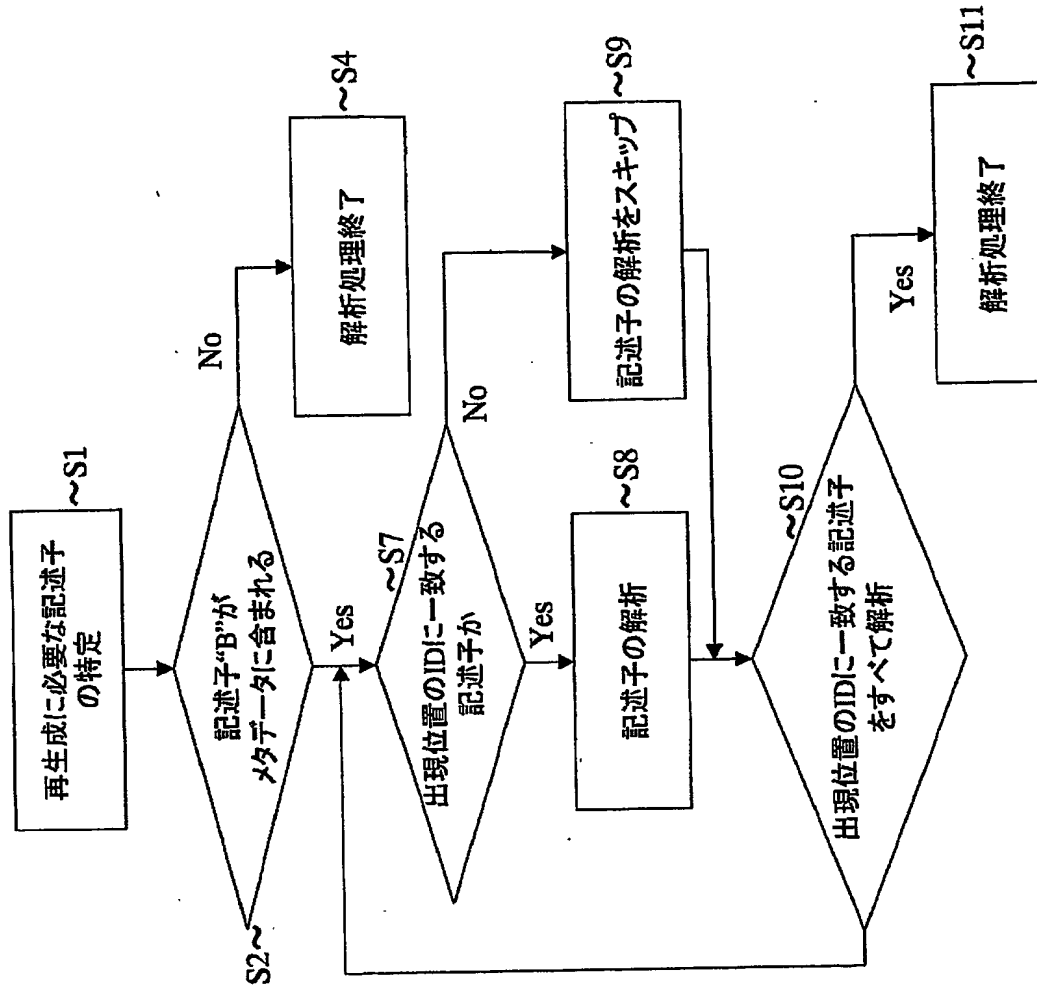 再生成に必要な記述子
の特定
~S1
記述子“B”が
メタデータに含まれる
S2~
No
解析処理終了
~S4
Yes
~S7
出現位置のIDに一致する
記述子か
No
Yes
記述子の解析
~S8
記述子の解析をスキップ
~S9
~S10
出現位置のIDに一致する記述子
をすべて解析
Yes
解析処理終了
~S11